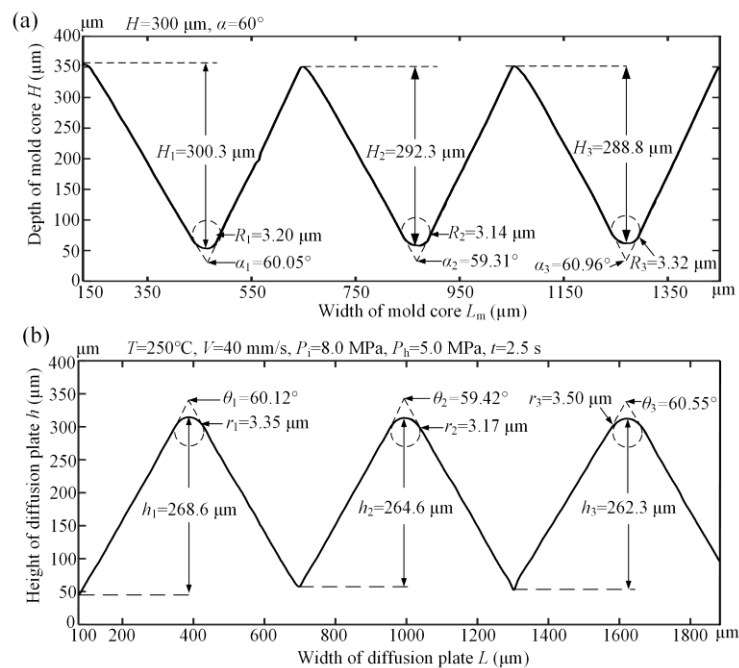 (a)
μm H=300 μm, α=60°
400
350
300
250
200
150
100
50
0
Depth of mold core H (μm)
H₁=300.3 μm
H₂=292.3 μm
H₃=288.8 μm
R₁=3.20 μm
R₂=3.14 μm
R₃=3.32 μm
α₁=60.05°
α₂=59.31°
α₃=60.96°
150 350 550 750 950 1150 1350 μm
Width of mold core Lm (μm)
(b)
μm T=250°C, V=40 mm/s, Pi=8.0 MPa, Ph=5.0 MPa, t=2.5 s
400
350
300
250
200
150
100
50
0
Height of diffusion plate h (μm)
θ₁=60.12°
θ₂=59.42°
θ₃=60.55°
r₁=3.35 μm
r₂=3.17 μm
r₃=3.50 μm
h₁=268.6 μm
h₂=264.6 μm
h₃=262.3 μm
100 200 400 600 800 1000 1200 1400 1600 1800 μm
Width of diffusion plate L (μm)